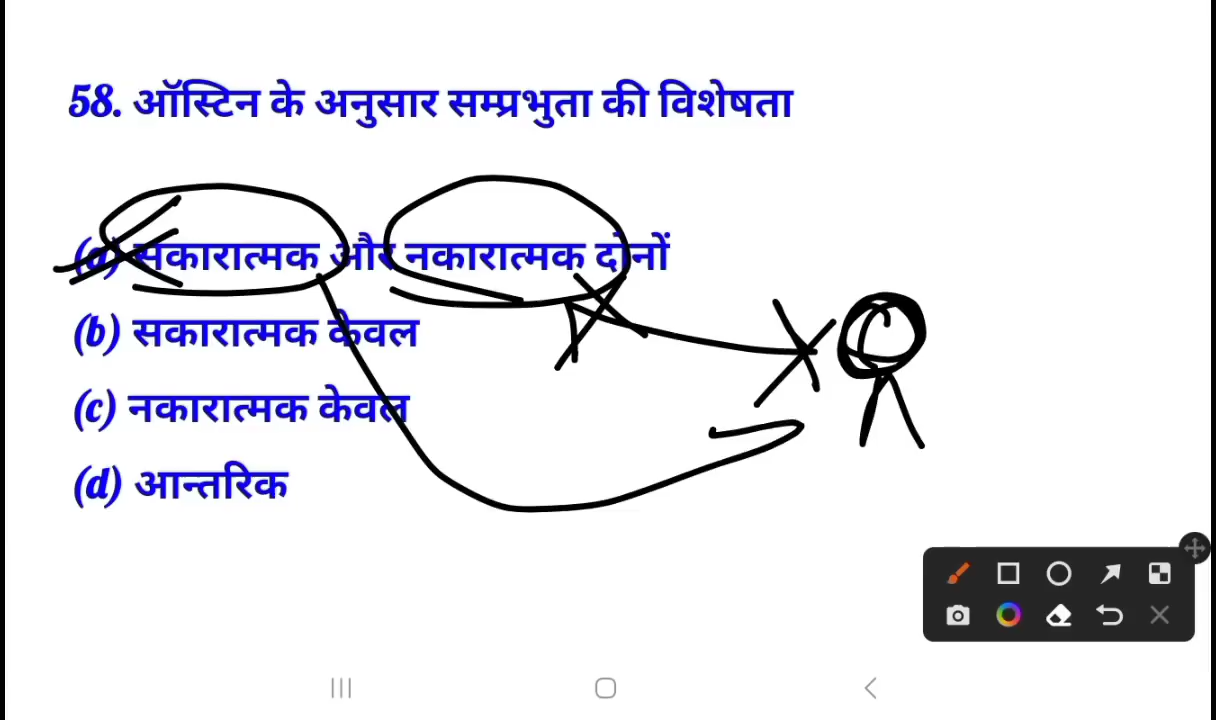 58. ऑस्टिन के अनुसार सम्प्रभुता की विशेषता
(a) सकारात्मक और नकारात्मक दोनों
(b) सकारात्मक केवल
(c) नकारात्मक केवल
(d) आन्तरिक